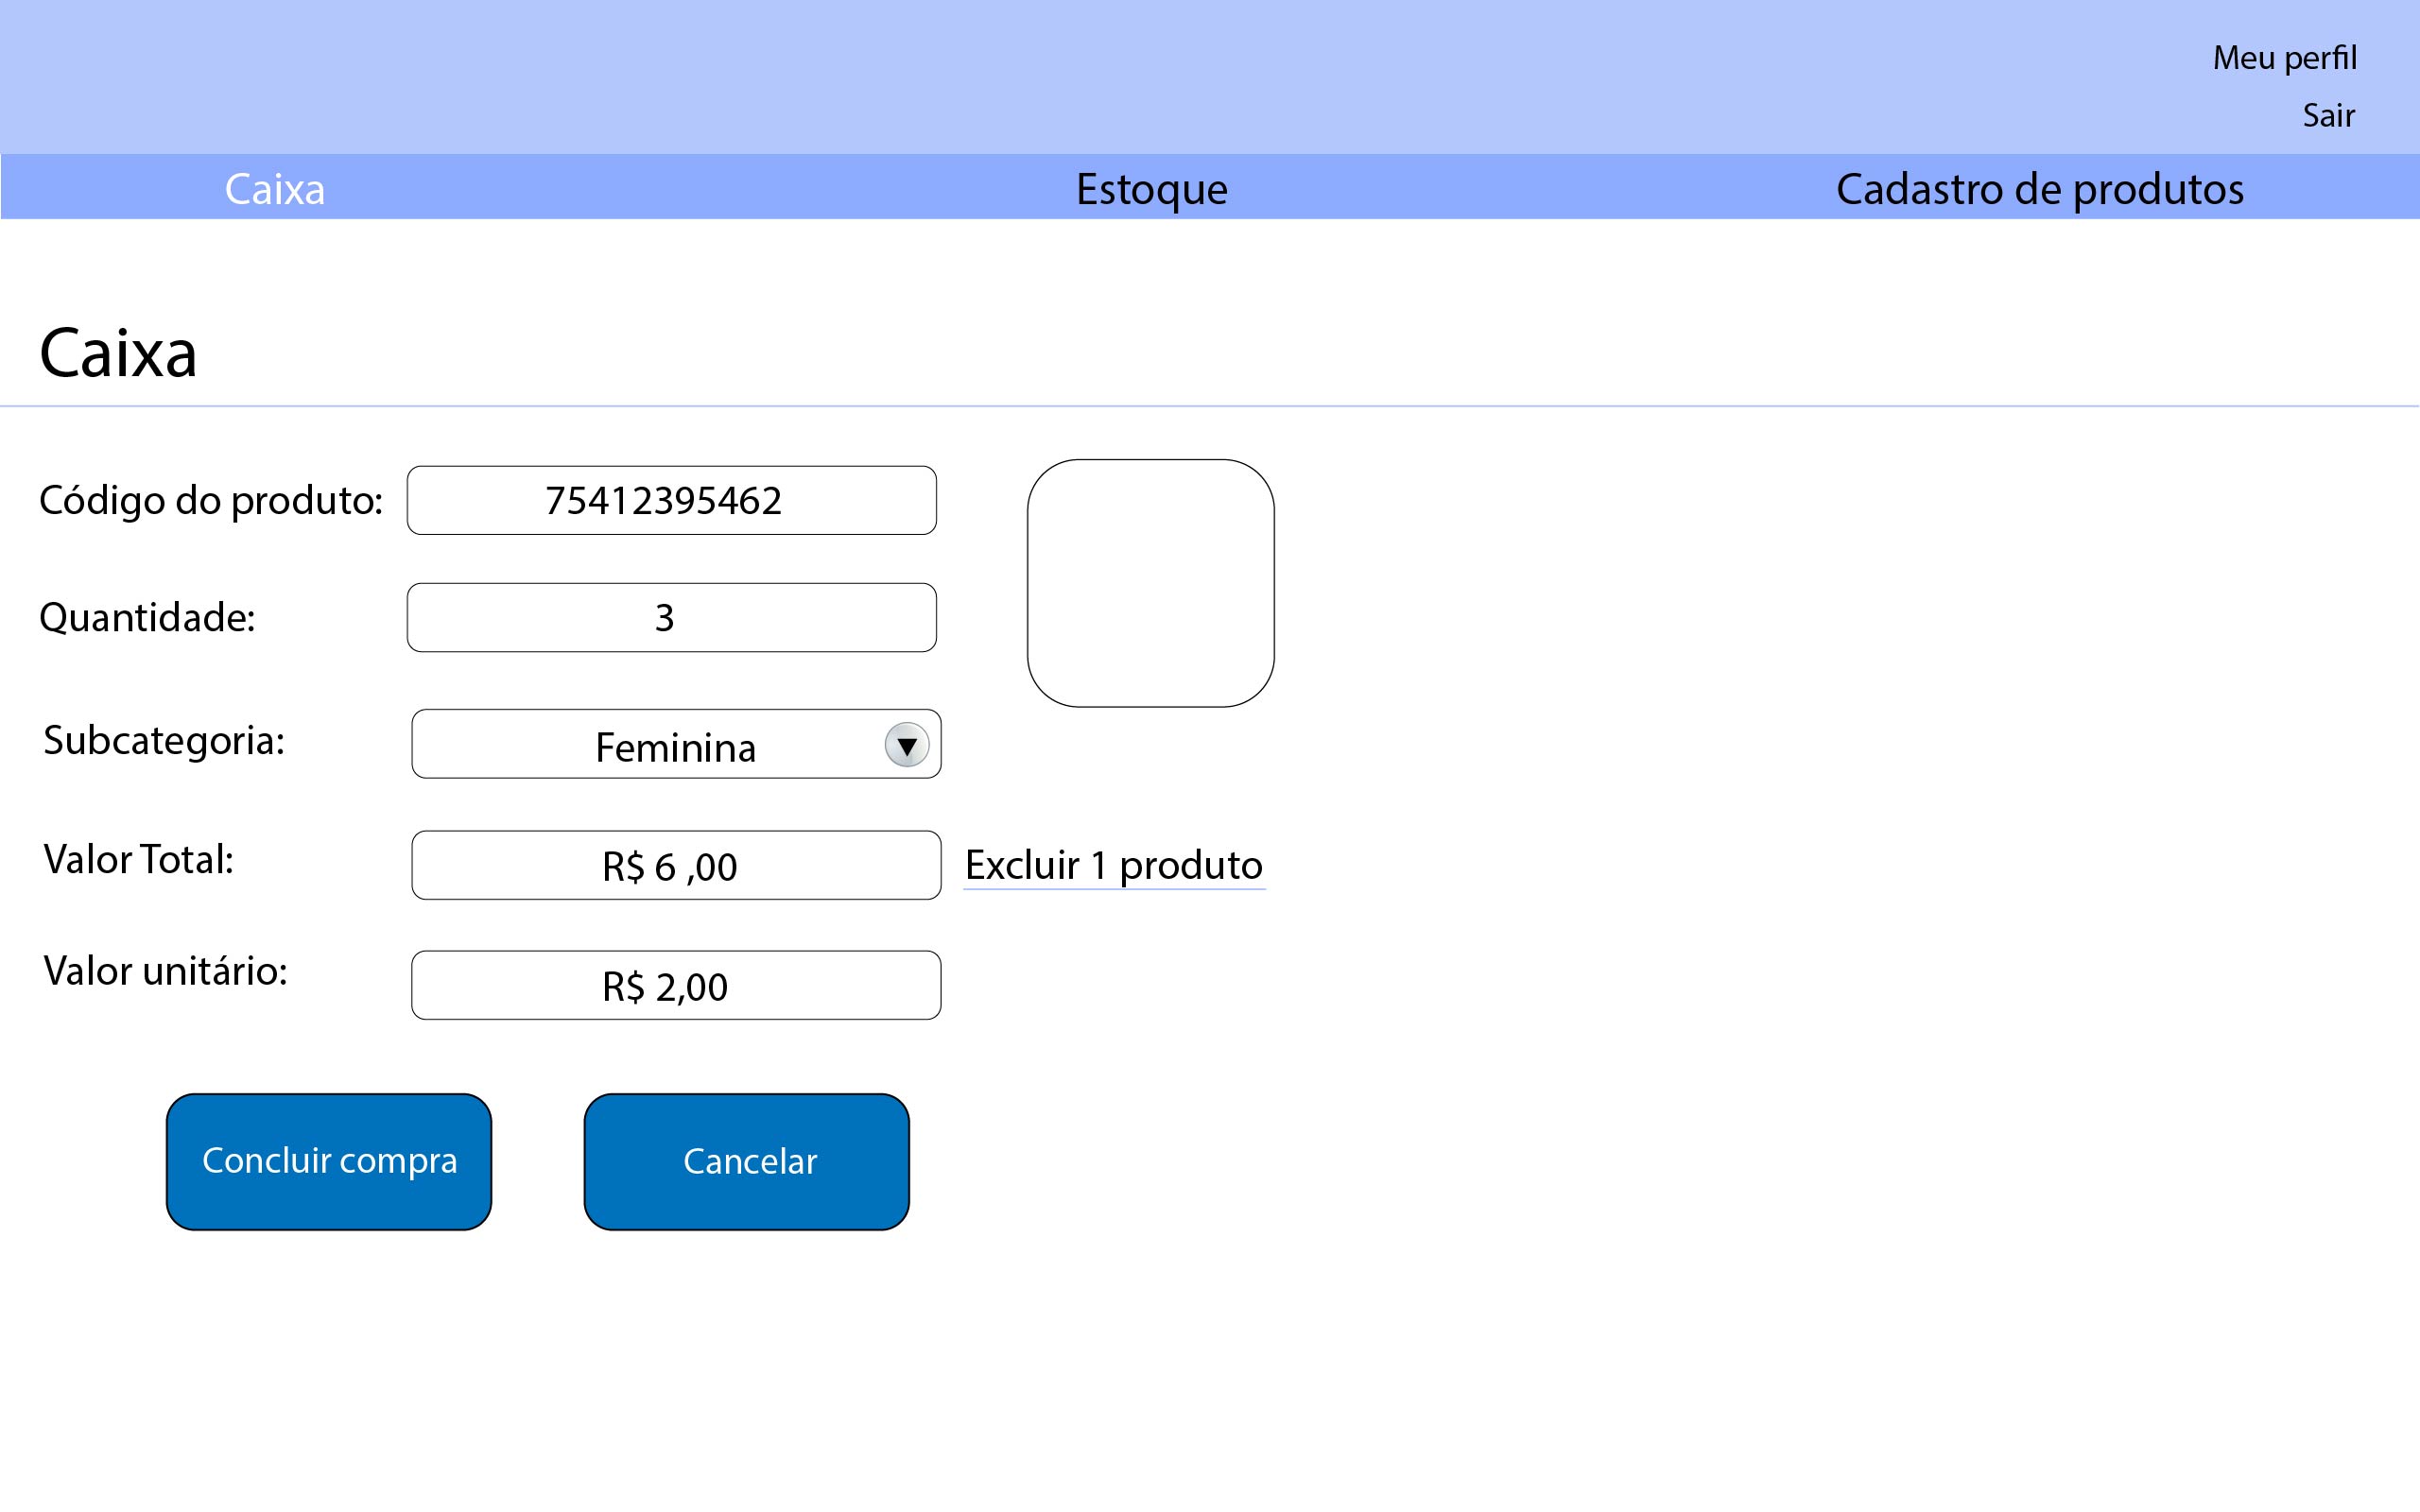 Meu perfil
Sair
Caixa Estoque Cadastro de produtos
Caixa
Código do produto: 75412395462
Quantidade: 3
Subcategoria: Feminina
Valor Total: R$ 6 ,00 Excluir 1 produto
Valor unitário: R$ 2,00
Concluir compra Cancelar